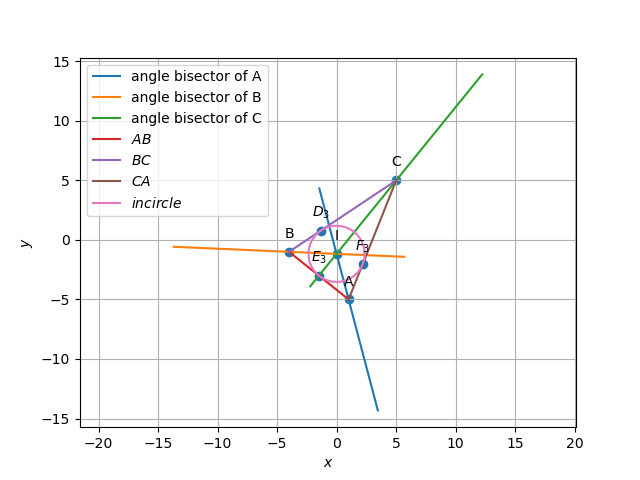 15
10
5
0
−5
−10
−15
y
−20
−15
−10
−5
0
5
10
15
20
x
angle bisector of A
angle bisector of B
angle bisector of C
AB
BC
CA
incircle
C
D3
B
I
F3
E3
A